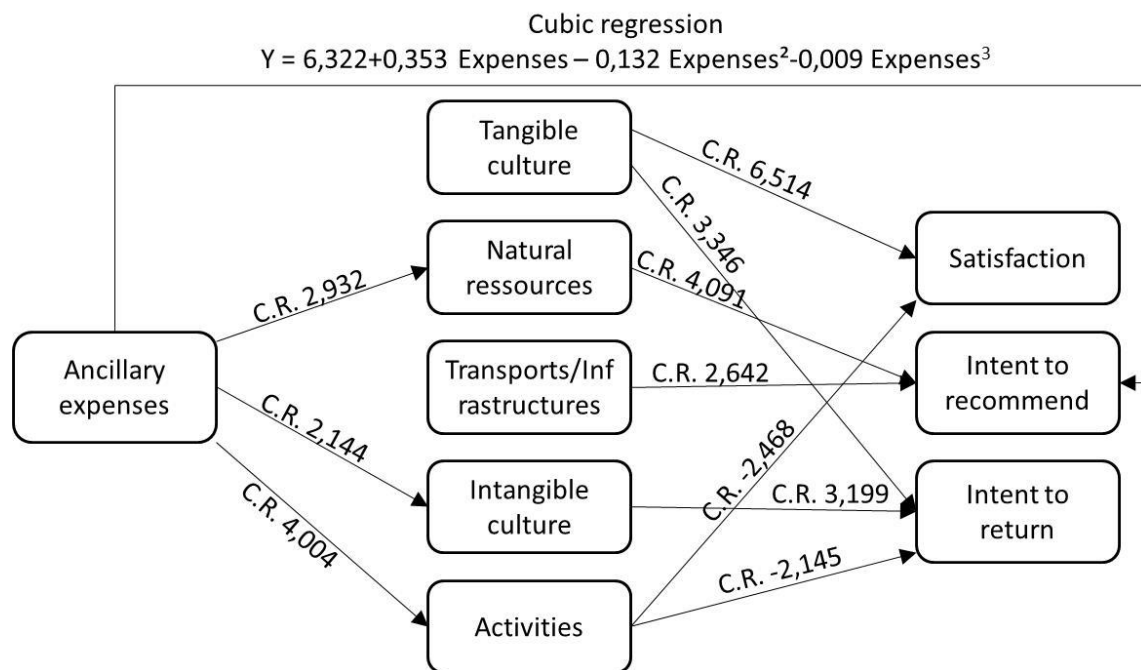 Cubic regression
Y = 6,322+0,353 Expenses – 0,132 Expenses²-0,009 Expenses³
Tangible
culture
C.R. 6,514
C.R. 3,346
Natural
ressources
Satisfaction
C.R. 2,932
C.R. 4,091
Ancillary
expenses
Transports/Inf
rastructures
C.R. 2,642
Intent to
recommend
C.R. 2,144
C.R. -2,468
Intangible
culture
C.R. 3,199
Intent to
return
C.R. 4,004
C.R. -2,145
Activities